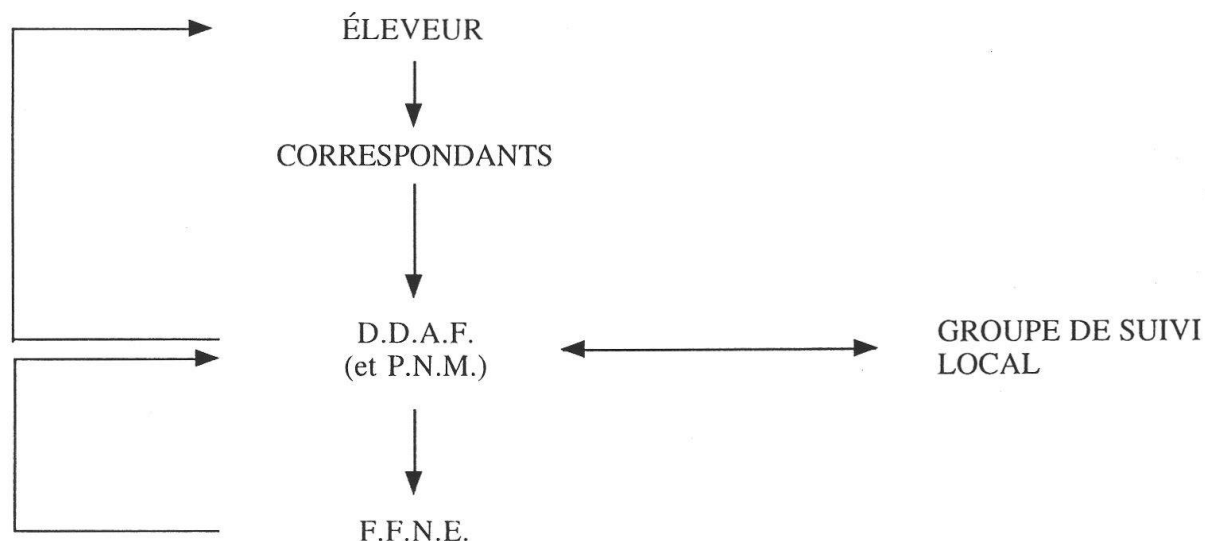 ÉLEVEUR
CORRESPONDANTS
D.D.A.F.
(et P.N.M.)
GROUPE DE SUIVI
LOCAL
F.F.N.E.